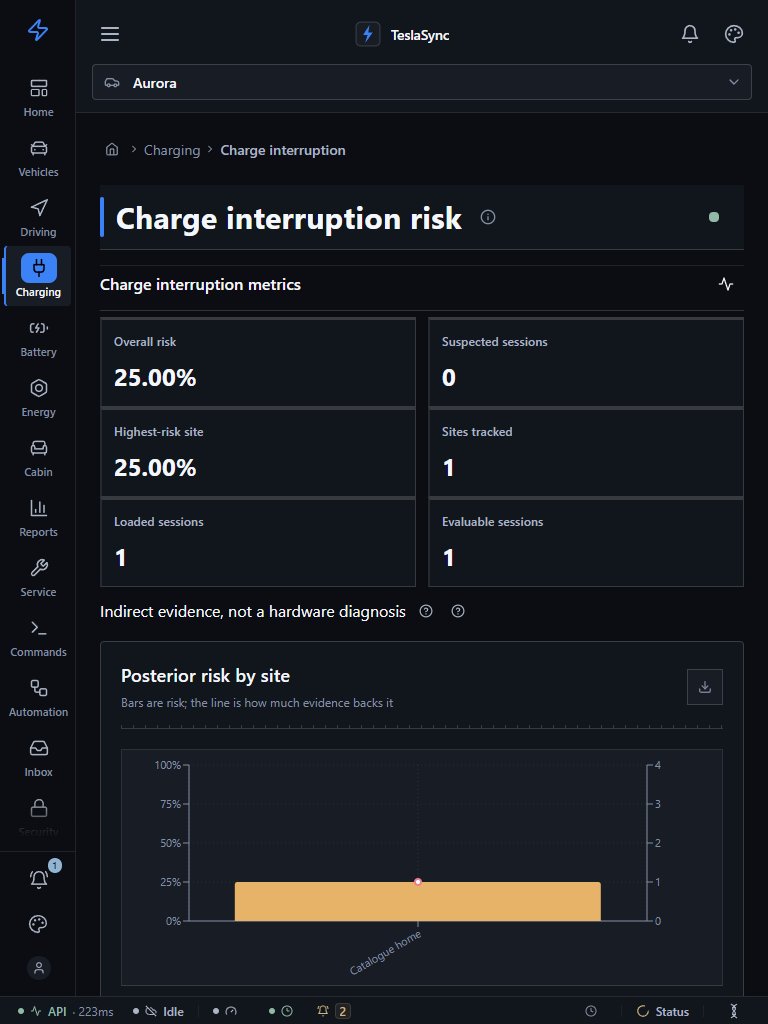 TeslaSync
Aurora
Home
Vehicles
Driving
Charging
Battery
Energy
Cabin
Reports
Service
Commands
Automation
Inbox
Security
1
Charging
Charge interruption
Charge interruption risk
Charge interruption metrics
Overall risk
25.00%
Suspected sessions
0
Highest-risk site
25.00%
Sites tracked
1
Loaded sessions
1
Evaluable sessions
1
Indirect evidence, not a hardware diagnosis
Posterior risk by site
Bars are risk; the line is how much evidence backs it
100%
75%
50%
25%
0%
4
3
2
1
0
Catalogue home
API · 223ms
Idle
2
Status